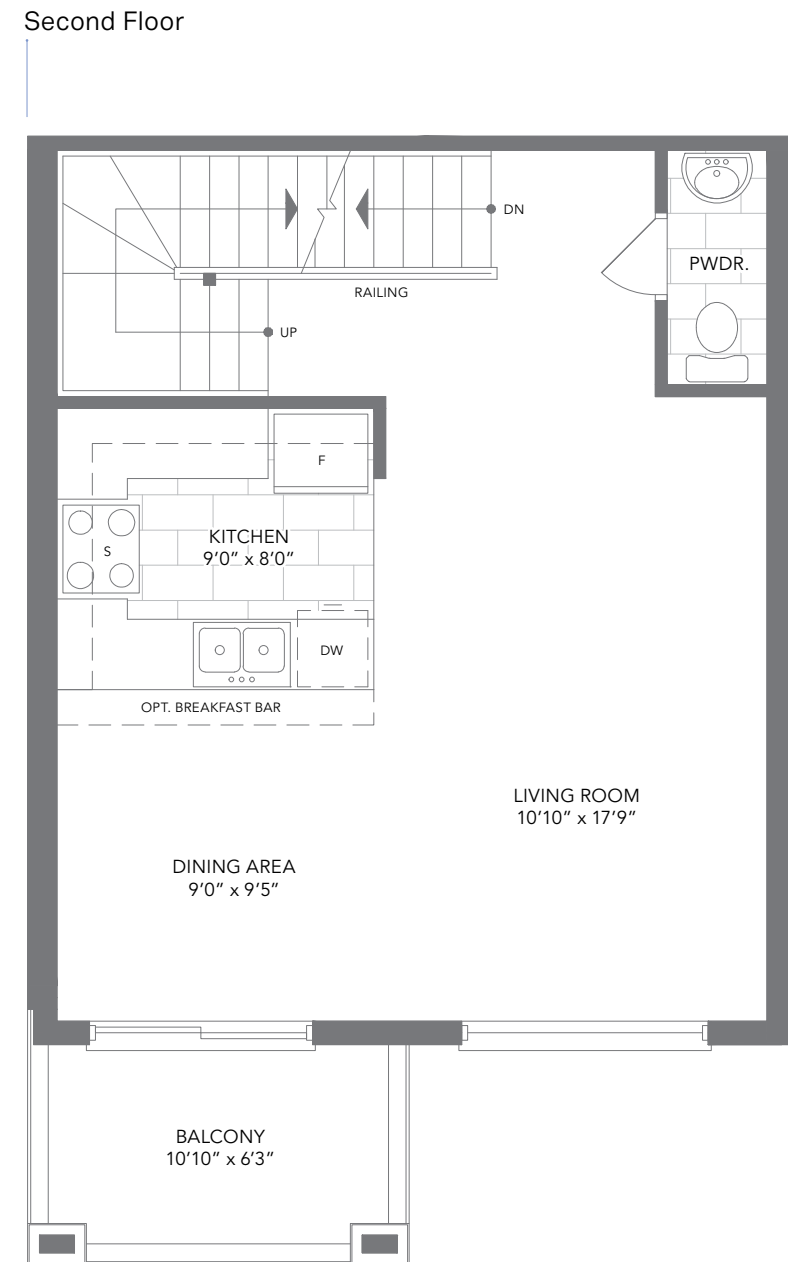 Second Floor
DN
PWDR.
RAILING
UP
F
KITCHEN
9’0” x 8’0”
S
DW
OPT. BREAKFAST BAR
LIVING ROOM
10’10” x 17’9”
DINING AREA
9’0” x 9’5”
BALCONY
10’10” x 6’3”